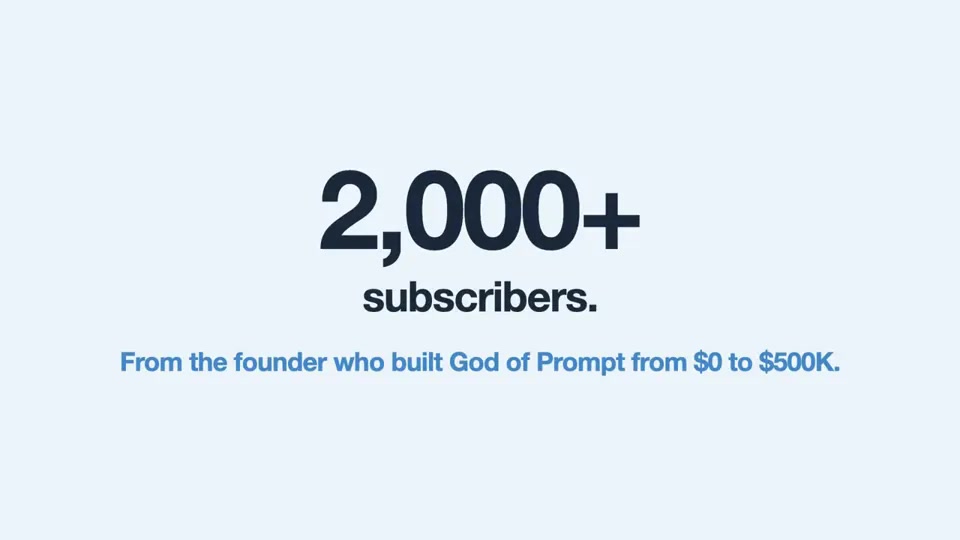 2,000+
subscribers.
From the founder who built God of Prompt from $0 to $500K.